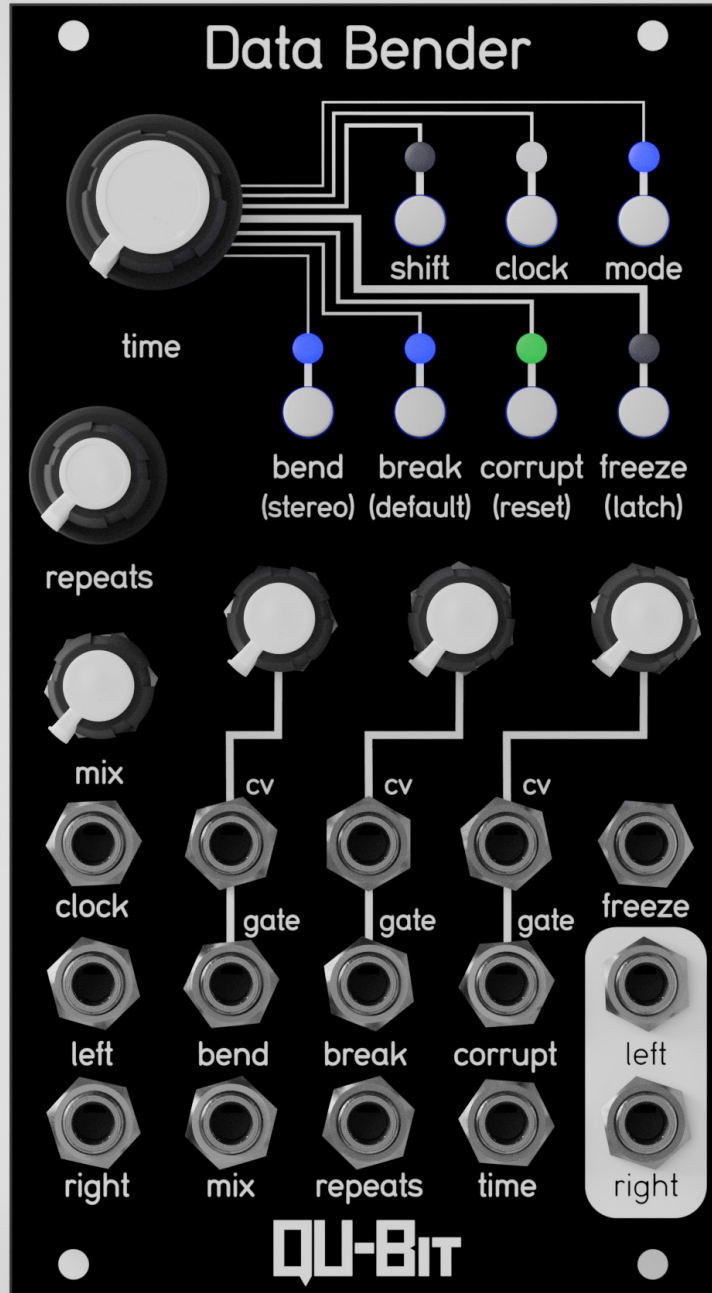 Data Bender
shift clock mode
time
bend break corrupt freeze
(stereo) (default) (reset) (latch)
repeats
mix
cv cv cv
clock freeze
gate gate gate
left bend break corrupt left
right mix repeats time right
QU-BIT